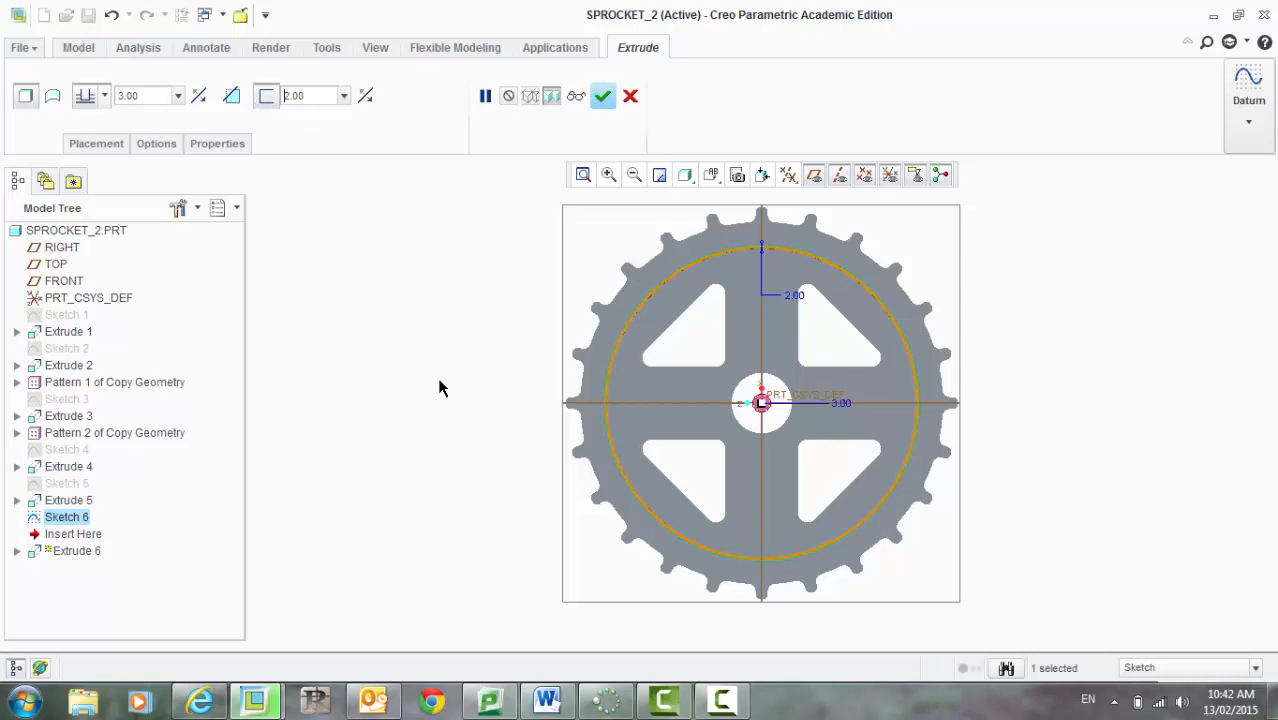 SPROCKET_2 (Active) - Creo Parametric Academic Edition
File Model Analysis Annotate Render Tools View Flexible Modeling Applications Extrude
3.00 2.00
Datum
Placement Options Properties
Model Tree
SPROCKET_2.PRT
RIGHT
TOP
FRONT
PRT_CSYS_DEF
Sketch 1
Extrude 1
Sketch 2
Extrude 2
Pattern 1 of Copy Geometry
Sketch 3
Extrude 3
Pattern 2 of Copy Geometry
Sketch 4
Extrude 4
Sketch 5
Extrude 5
Sketch 6
Insert Here
Extrude 6
2.00
PRT_CSYS_DEF
3.00
1 selected Sketch
EN 10:42 AM
13/02/2015